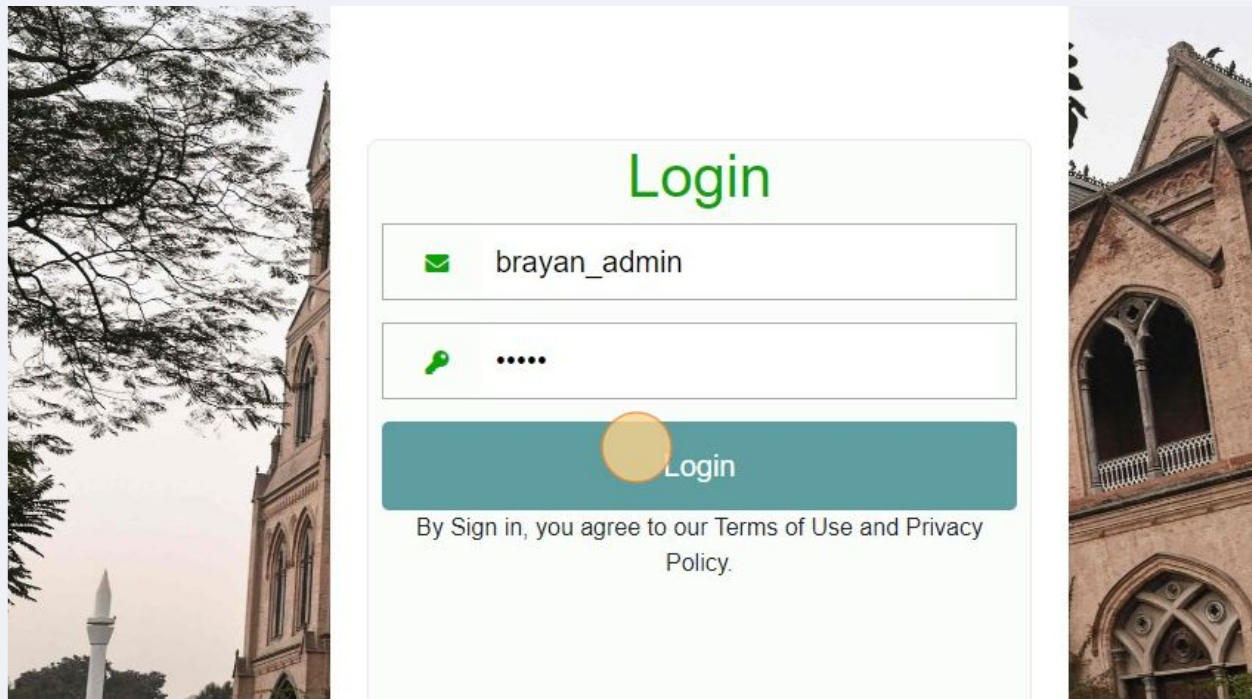 Login
brayan_admin
•••••
Login
By Sign in, you agree to our Terms of Use and Privacy
Policy.